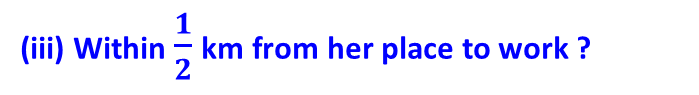 (iii) Within 1/2 km from her place to work ?